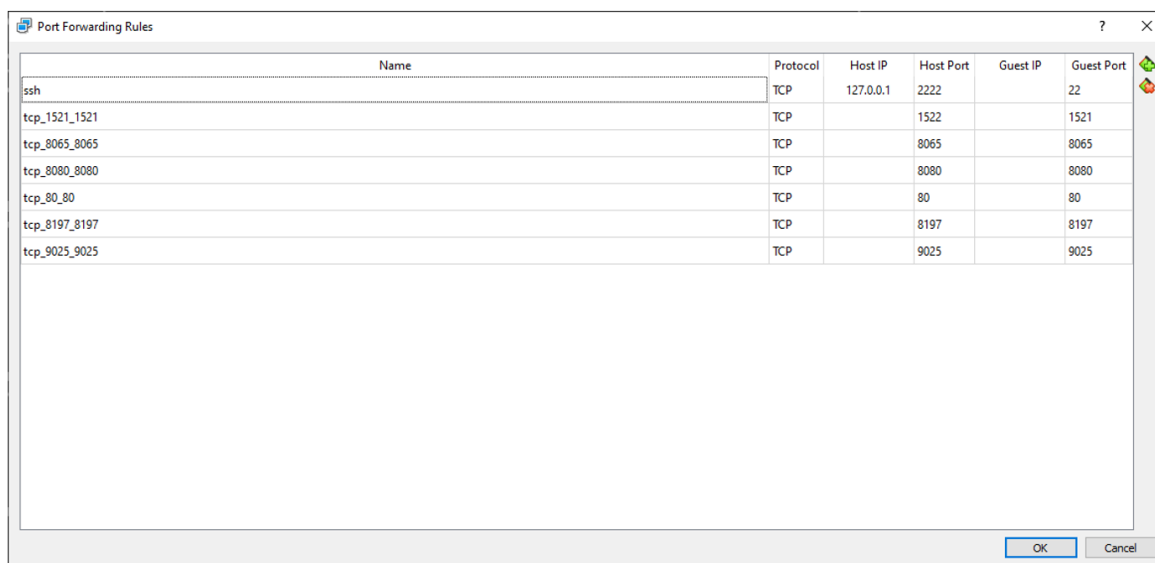 Port Forwarding Rules ? ×
Name Protocol Host IP Host Port Guest IP Guest Port
ssh TCP 127.0.0.1 2222 22
tcp_1521_1521 TCP 1522 1521
tcp_8065_8065 TCP 8065 8065
tcp_8080_8080 TCP 8080 8080
tcp_80_80 TCP 80 80
tcp_8197_8197 TCP 8197 8197
tcp_9025_9025 TCP 9025 9025
OK Cancel